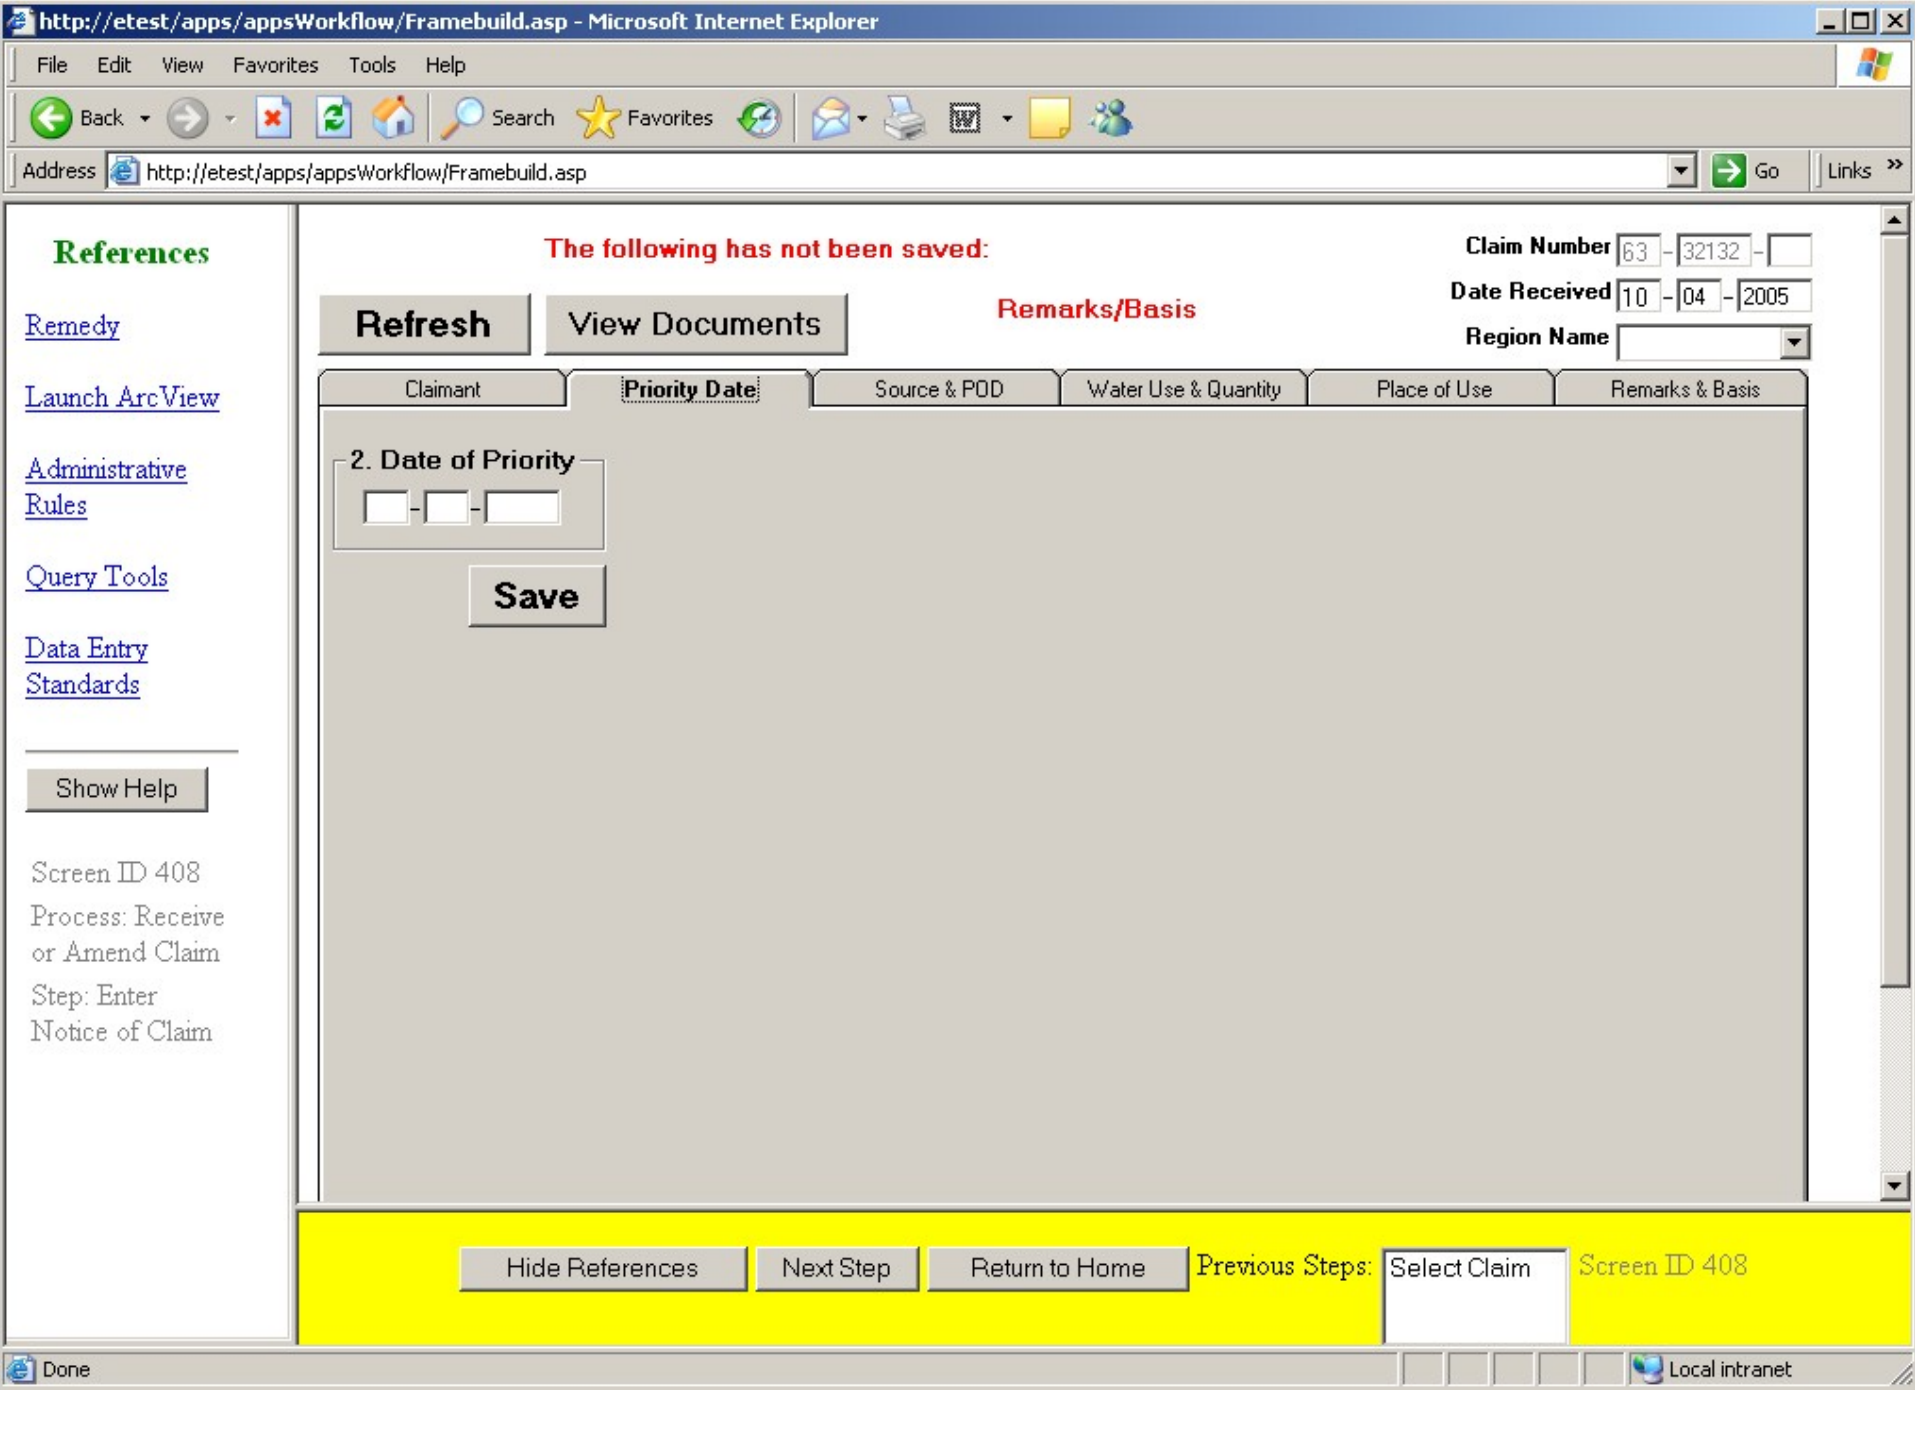 http://etest/apps/appsWorkflow/Framebuild.asp - Microsoft Internet Explorer
File Edit View Favorites Tools Help
Back Search Favorites
Address http://etest/apps/appsWorkflow/Framebuild.asp Go Links »
References
Remedy
Launch ArcView
Administrative
Rules
Query Tools
Data Entry
Standards
Show Help
Screen ID 408
Process: Receive
or Amend Claim
Step: Enter
Notice of Claim
The following has not been saved:
Remarks/Basis
Refresh View Documents
Claim Number 63 - 32132 -
Date Received 10 - 04 - 2005
Region Name
Claimant Priority Date Source & POD Water Use & Quantity Place of Use Remarks & Basis
2. Date of Priority
- -
Save
Hide References Next Step Return to Home Previous Steps: Select Claim Screen ID 408
Done Local intranet